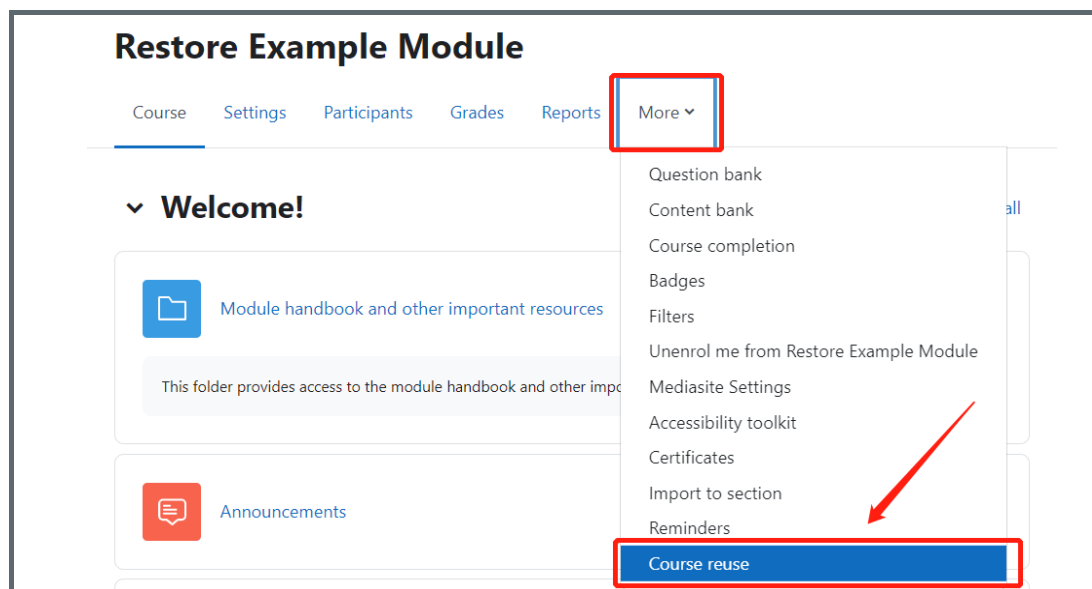 Restore Example Module
Course Settings Participants Grades Reports More
Question bank
Content bank
Course completion
Badges
Filters
Unenrol me from Restore Example Module
Mediasite Settings
Accessibility toolkit
Certificates
Import to section
Reminders
Course reuse
Welcome!
all
Module handbook and other important resources
This folder provides access to the module handbook and other impo
Announcements